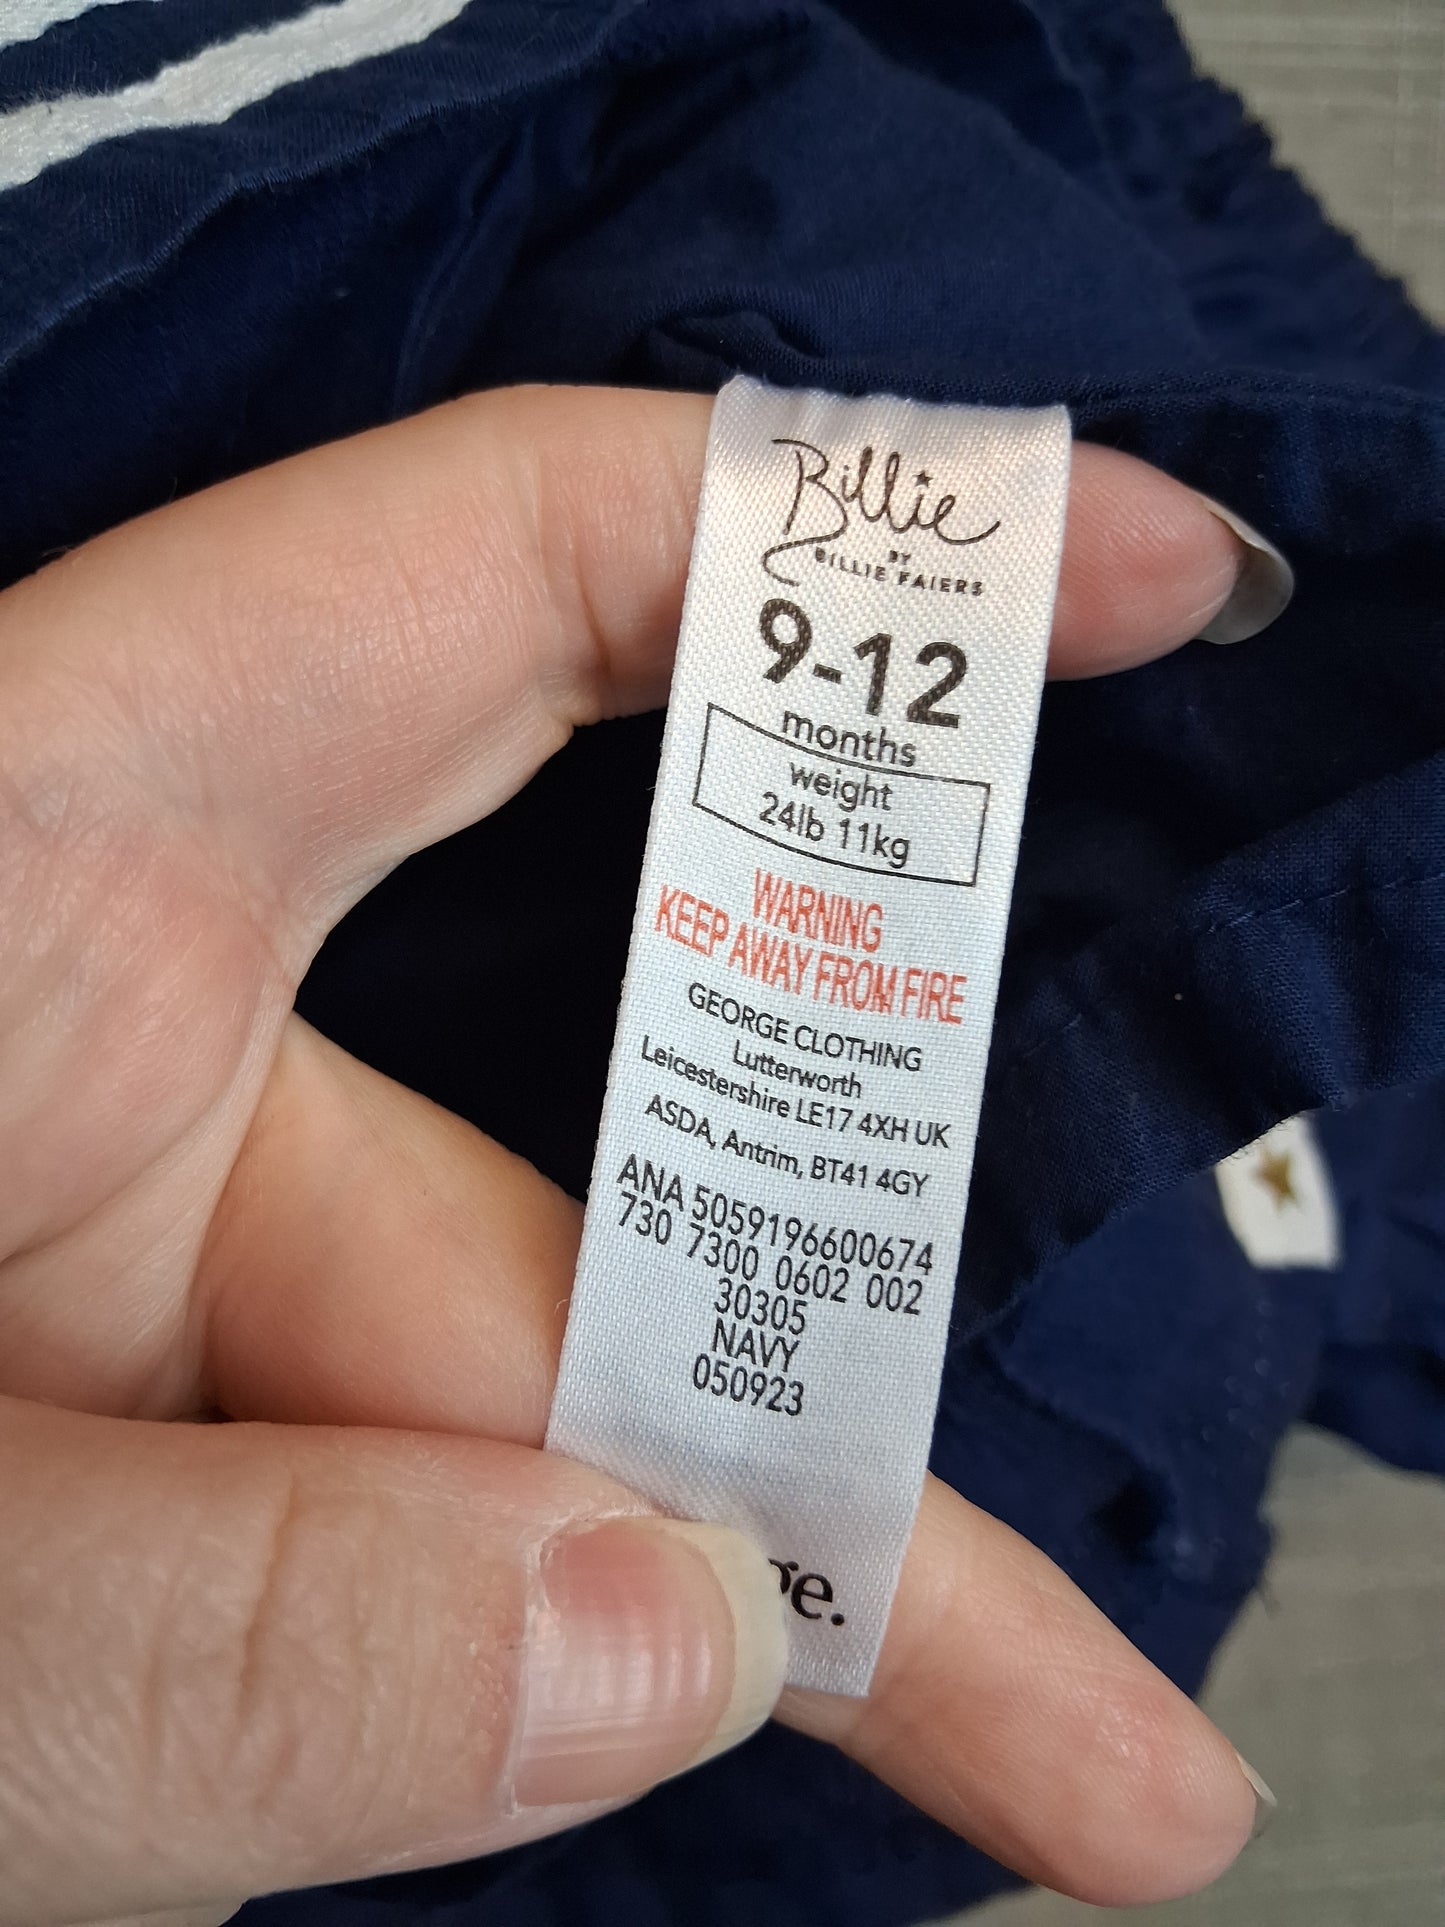 Billie
BY
BILLIE FAIERS
9-12
months
weight
24lb 11kg
WARNING
KEEP AWAY FROM FIRE
GEORGE CLOTHING
Lutterworth
Leicestershire LE17 4XH UK
ASDA, Antrim, BT41 4GY
ANA 5059196600674
730 7300 0602 002
30305
NAVY
050923